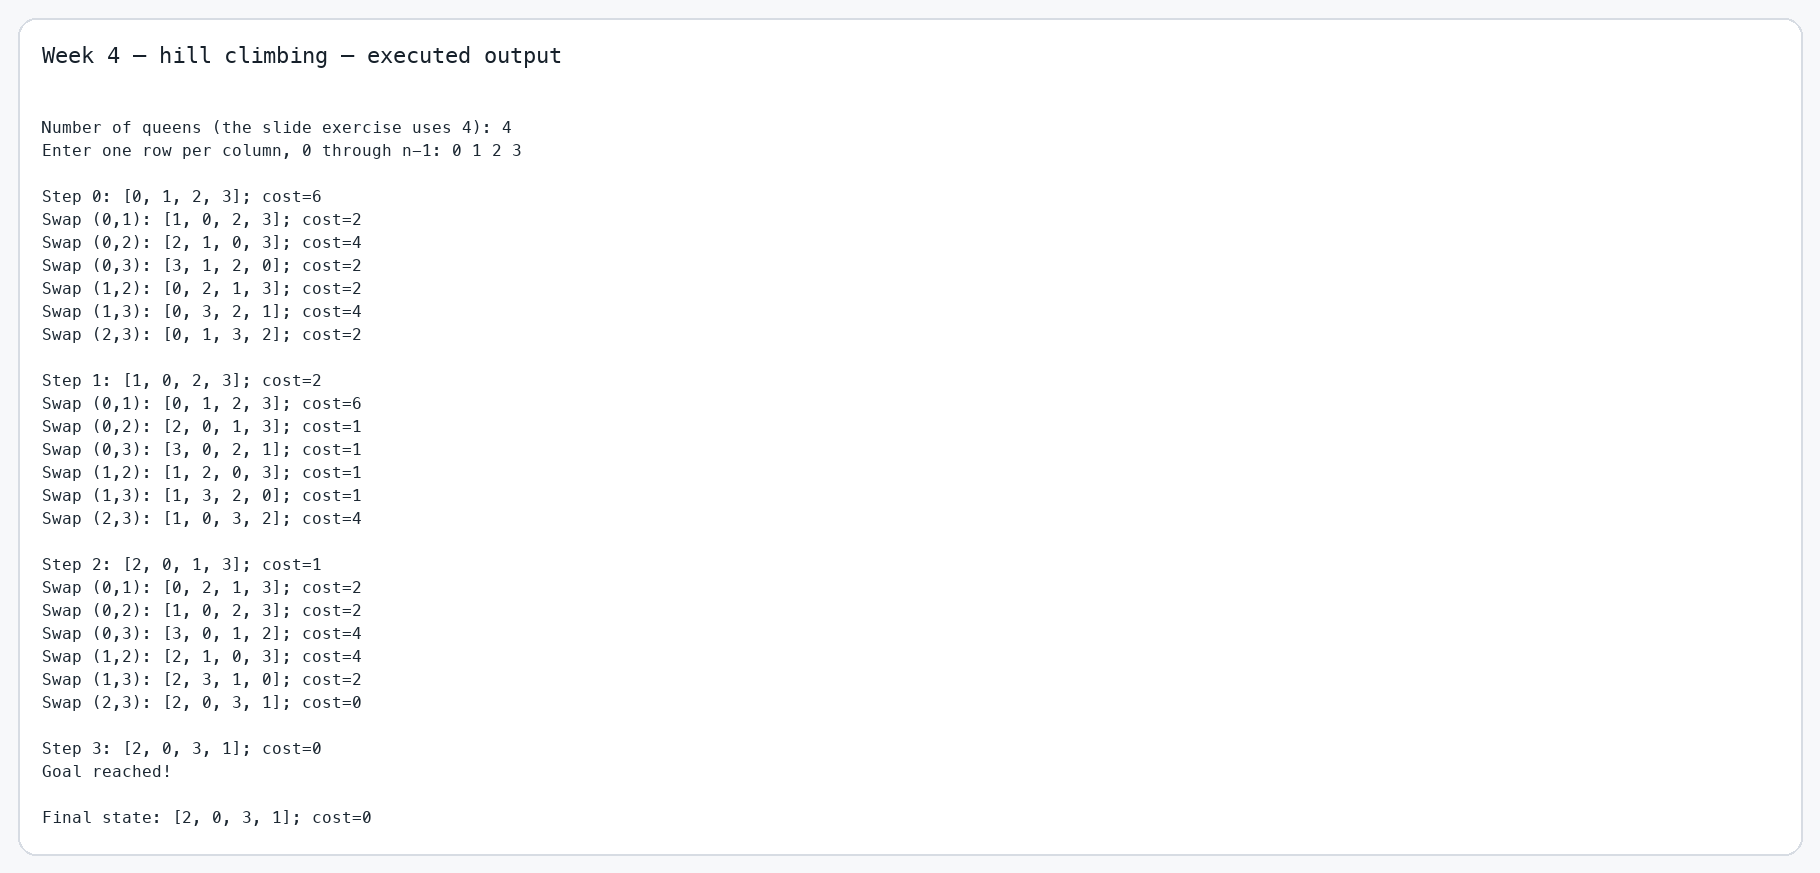 Week 4 — hill climbing — executed output
Number of queens (the slide exercise uses 4): 4
Enter one row per column, 0 through n−1: 0 1 2 3
Step 0: [0, 1, 2, 3]; cost=6
Swap (0,1): [1, 0, 2, 3]; cost=2
Swap (0,2): [2, 1, 0, 3]; cost=4
Swap (0,3): [3, 1, 2, 0]; cost=2
Swap (1,2): [0, 2, 1, 3]; cost=2
Swap (1,3): [0, 3, 2, 1]; cost=4
Swap (2,3): [0, 1, 3, 2]; cost=2
Step 1: [1, 0, 2, 3]; cost=2
Swap (0,1): [0, 1, 2, 3]; cost=6
Swap (0,2): [2, 0, 1, 3]; cost=1
Swap (0,3): [3, 0, 2, 1]; cost=1
Swap (1,2): [1, 2, 0, 3]; cost=1
Swap (1,3): [1, 3, 2, 0]; cost=1
Swap (2,3): [1, 0, 3, 2]; cost=4
Step 2: [2, 0, 1, 3]; cost=1
Swap (0,1): [0, 2, 1, 3]; cost=2
Swap (0,2): [1, 0, 2, 3]; cost=2
Swap (0,3): [3, 0, 1, 2]; cost=4
Swap (1,2): [2, 1, 0, 3]; cost=4
Swap (1,3): [2, 3, 1, 0]; cost=2
Swap (2,3): [2, 0, 3, 1]; cost=0
Step 3: [2, 0, 3, 1]; cost=0
Goal reached!
Final state: [2, 0, 3, 1]; cost=0